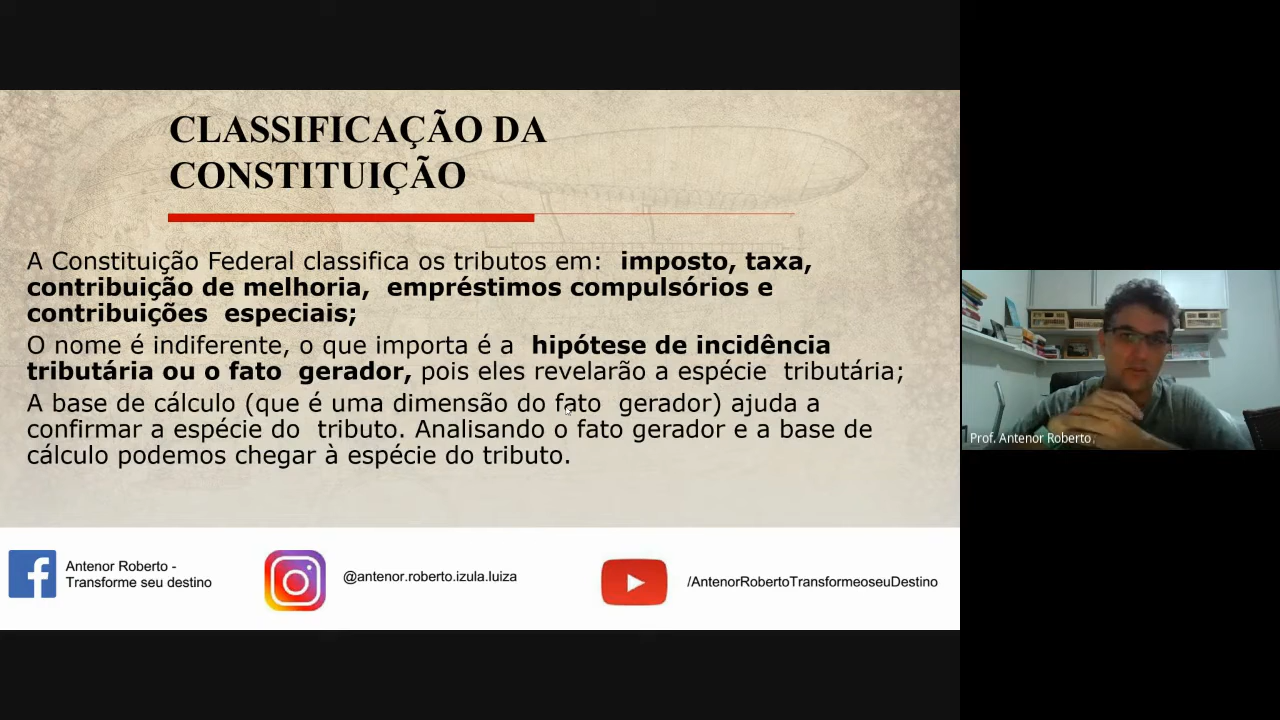 CLASSIFICAÇÃO DA
CONSTITUIÇÃO
A Constituição Federal classifica os tributos em: imposto, taxa,
contribuição de melhoria, empréstimos compulsórios e
contribuições especiais;
O nome é indiferente, o que importa é a hipótese de incidência
tributária ou o fato gerador, pois eles revelarão a espécie tributária;
A base de cálculo (que é uma dimensão do fato gerador) ajuda a
confirmar a espécie do tributo. Analisando o fato gerador e a base de
cálculo podemos chegar à espécie do tributo.
Antenor Roberto -
Transforme seu destino
@antenor.roberto.izula.luiza
/AntenorRobertoTransformeoseuDestino
Prof. Antenor Roberto